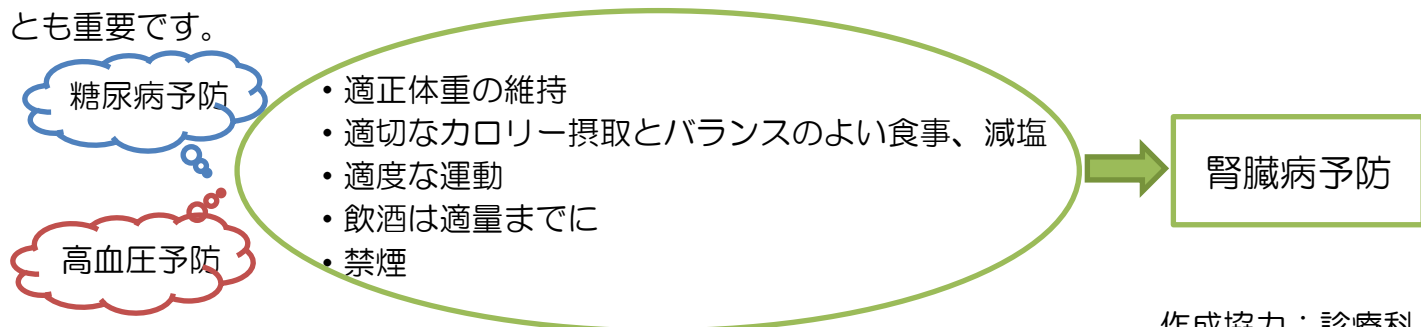 とも重要です。
糖尿病予防
・適正体重の維持
・適切なカロリー摂取とバランスのよい食事、減塩
・適度な運動
・飲酒は適量までに
・禁煙
高血圧予防
腎臓病予防
作成協力：診療科